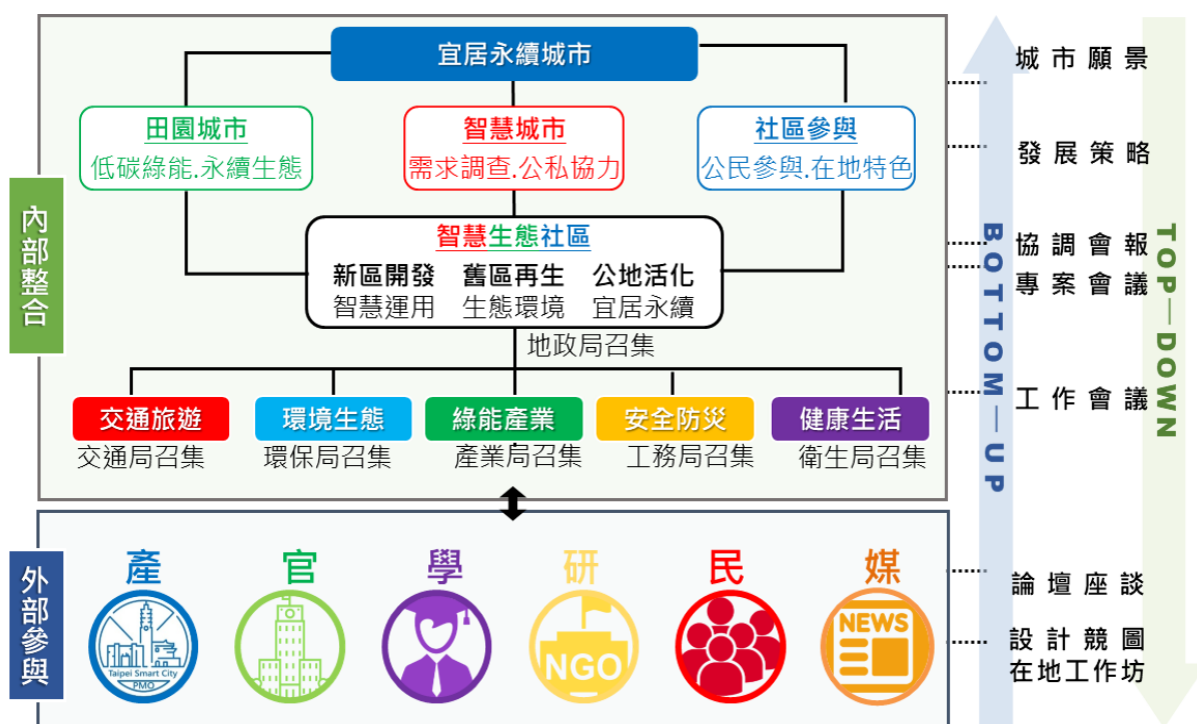 宜居永續城市
田園城市
低碳綠能.永續生態
智慧城市
需求調查.公私協力
社區參與
公民參與.在地特色
內部整合
智慧生態社區
新區開發 舊區再生 公地活化
智慧運用 生態環境 宜居永續
地政局召集
交通旅遊
交通局召集
環境生態
環保局召集
綠能產業
產業局召集
安全防災
工務局召集
健康生活
衛生局召集
外部參與
產
官
學
研
民
媒
Taipei Smart City
PMO
NGO
NEWS
BOTTOM—UP
TOP—DOWN
城市願景
發展策略
協調會報
專案會議
工作會議
論壇座談
設計競圖
在地工作坊